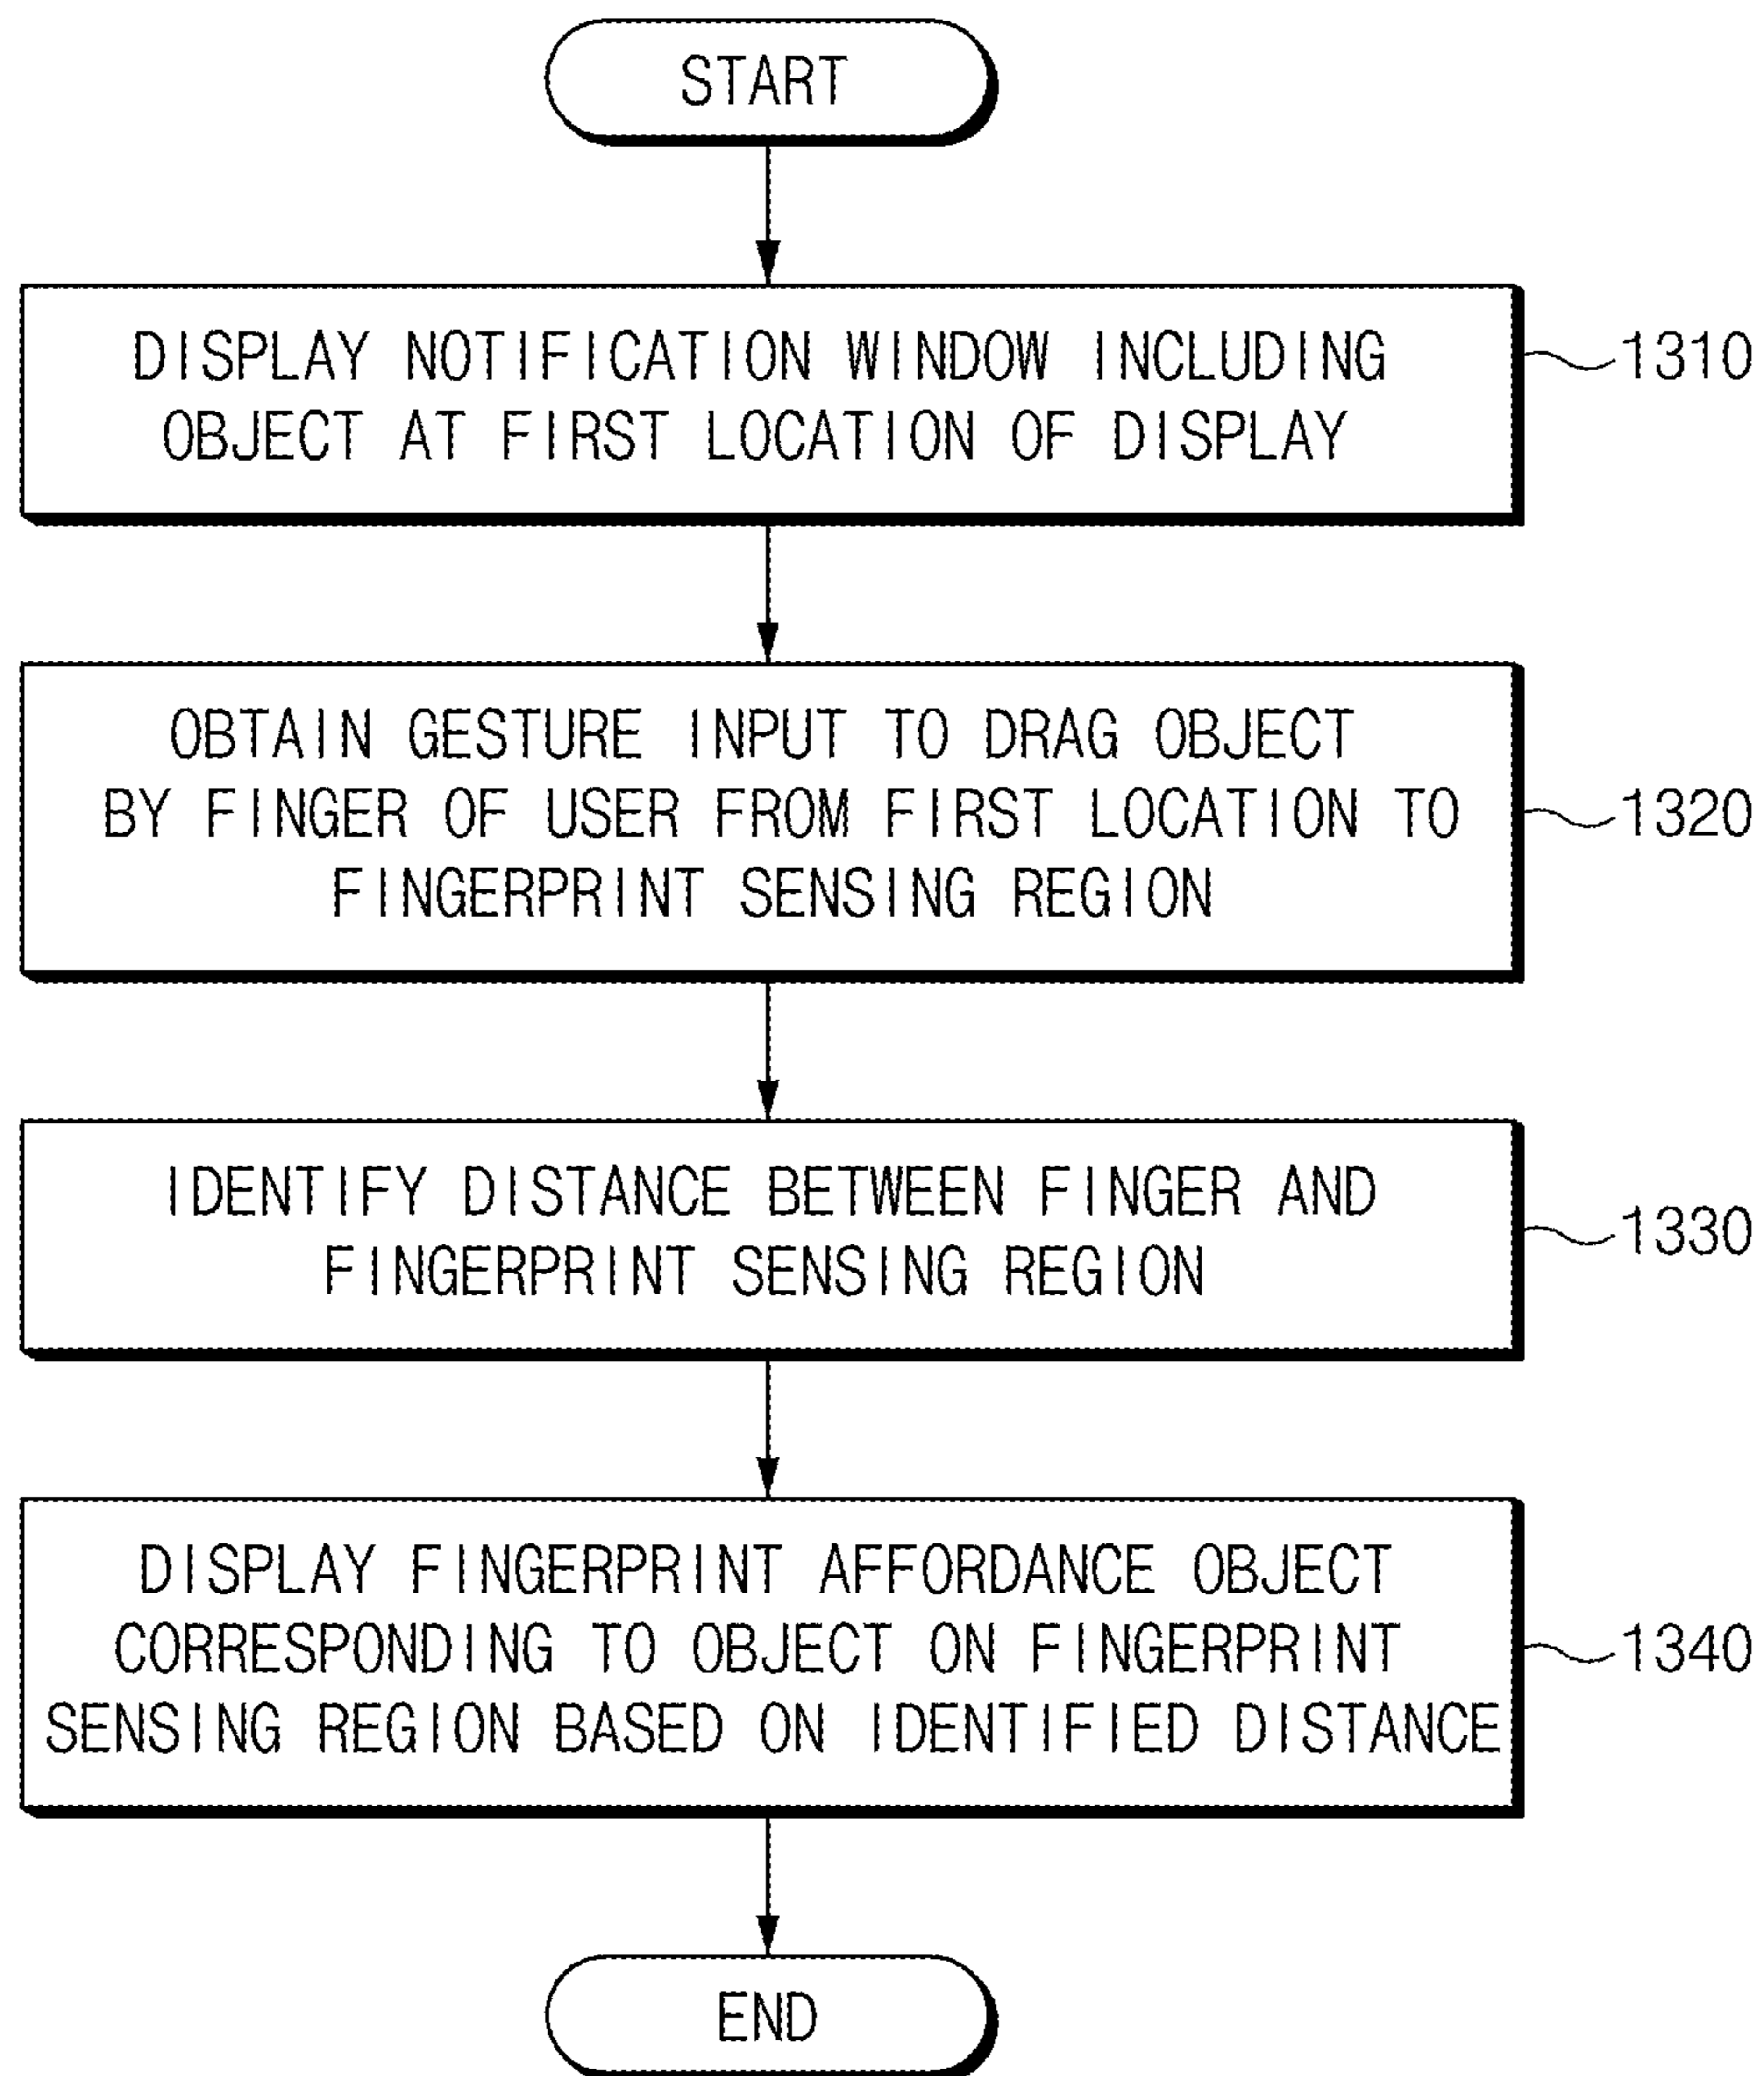 START
DISPLAY NOTIFICATION WINDOW INCLUDING
OBJECT AT FIRST LOCATION OF DISPLAY
1310
OBTAIN GESTURE INPUT TO DRAG OBJECT
BY FINGER OF USER FROM FIRST LOCATION TO
FINGERPRINT SENSING REGION
1320
IDENTIFY DISTANCE BETWEEN FINGER AND
FINGERPRINT SENSING REGION
1330
DISPLAY FINGERPRINT AFFORDANCE OBJECT
CORRESPONDING TO OBJECT ON FINGERPRINT
SENSING REGION BASED ON IDENTIFIED DISTANCE
1340
END